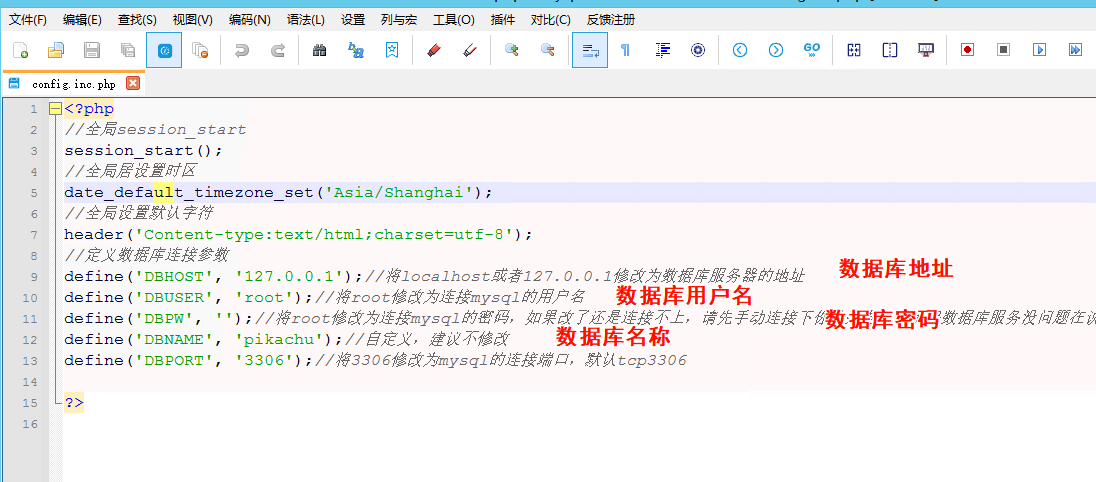 文件(F) 编辑(E) 查找(S) 视图(V) 编码(N) 语法(L) 设置 列与宏 工具(O) 插件 对比(C) 反馈注册
GO
config.inc.php
1 <?php
2 //全局session_start
3 session_start();
4 //全局居设置时区
5 date_default_timezone_set('Asia/Shanghai');
6 //全局设置默认字符
7 header('Content-type:text/html;charset=utf-8');
8 //定义数据库连接参数
9 define('DBHOST', '127.0.0.1');//将localhost或者127.0.0.1修改为数据库服务器的地址 数据库地址
10 define('DBUSER', 'root');//将root修改为连接mysql的用户名 数据库用户名
11 define('DBPW', '');//将root修改为连接mysql的密码，如果改了还是连接不上，请先手动连接下你 数据库密码 数据库服务没问题在说
12 define('DBNAME', 'pikachu');//自定义，建议不修改 数据库名称
13 define('DBPORT', '3306');//将3306修改为mysql的连接端口，默认tcp3306
14
15 ?>
16